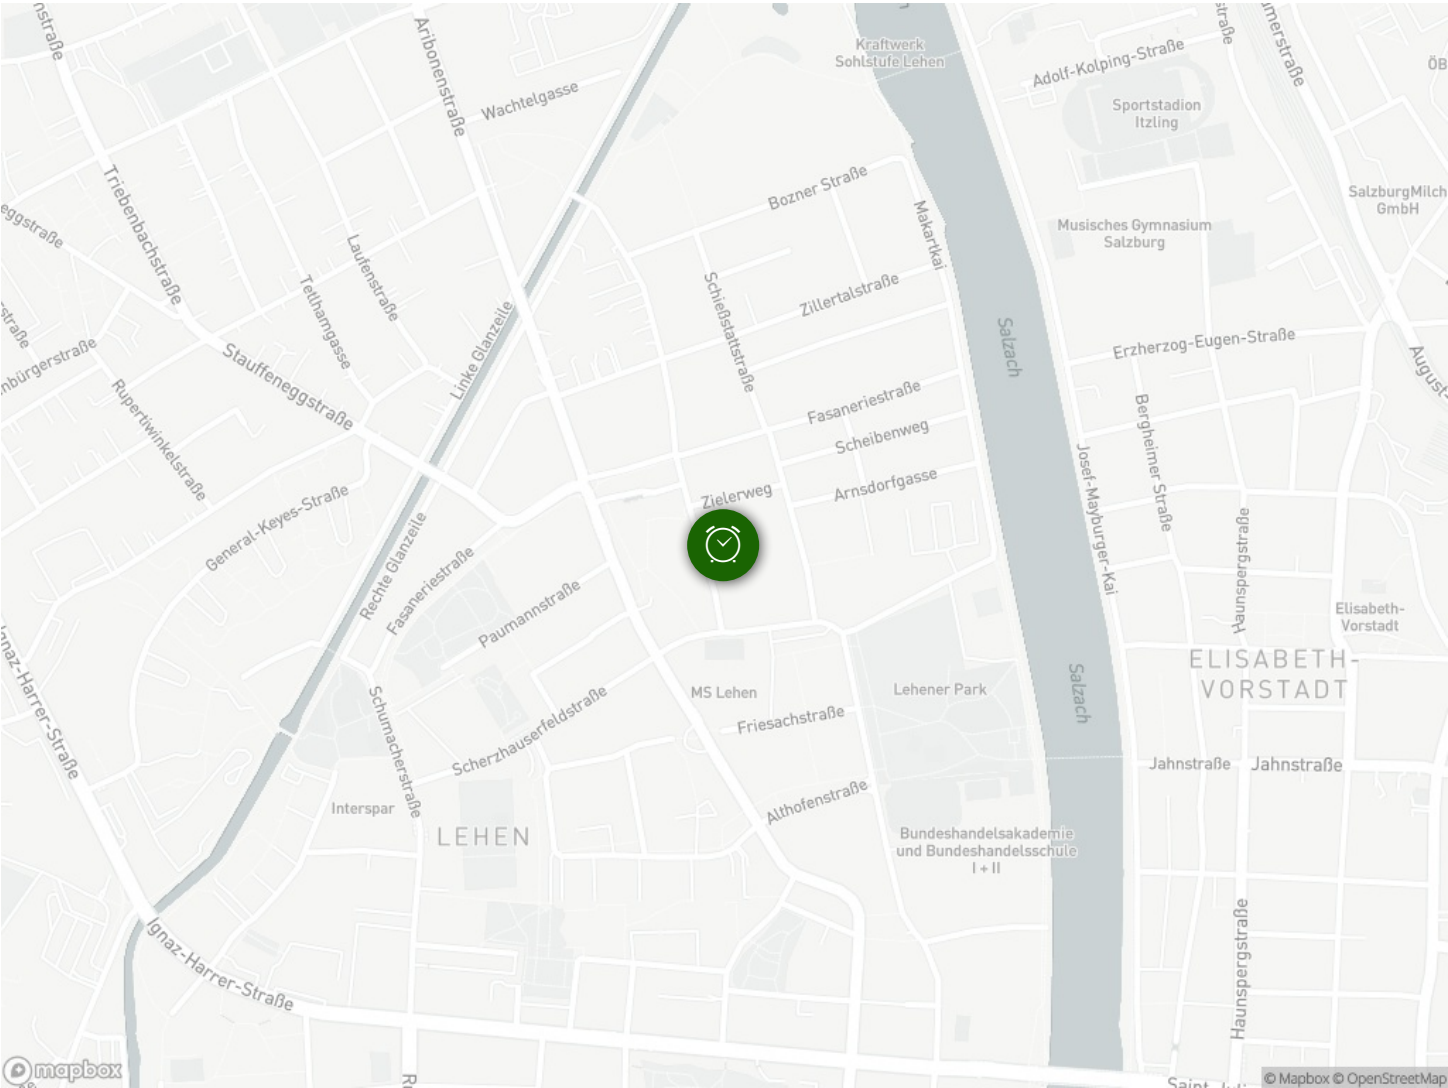 Kraftwerk
Sohlstufe Lehen
Adolf-Kolping-Straße
Sportstadion
Itzling
Aribonenstraße
Wachtelgasse
Triebenbachstraße
Bozner Straße
Makartkai
Musisches Gymnasium
Salzburg
SalzburgMilch
GmbH
Laufenstraße
Tetlhamgasse
Linke Glanzeile
Schießstattstraße
Zillertalstraße
Salzach
Erzherzog-Eugen-Straße
Stauffeneggstraße
Rupertiwinkelstraße
Fasaneriestraße
Scheibenweg
Arnsdorfgasse
Zielerweg
Bergheimer Straße
Josef-Mayburger-Kai
General-Keyes-Straße
Rechte Glanzeile
Fasaneriestraße
Paumannstraße
Haunspergstraße
Elisabeth-
Vorstadt
ELISABETH-
VORSTADT
Ignaz-Harrer-Straße
Schumacherstraße
Scherzhauserfeldstraße
MS Lehen
Lehener Park
Salzach
Friesachstraße
Jahnstraße
Jahnstraße
Interspar
LEHEN
Althofenstraße
Bundeshandelsakademie
und Bundeshandelsschule
I + II
Ignaz-Harrer-Straße
Haunspergstraße
mapbox
© Mapbox © OpenStreetMap